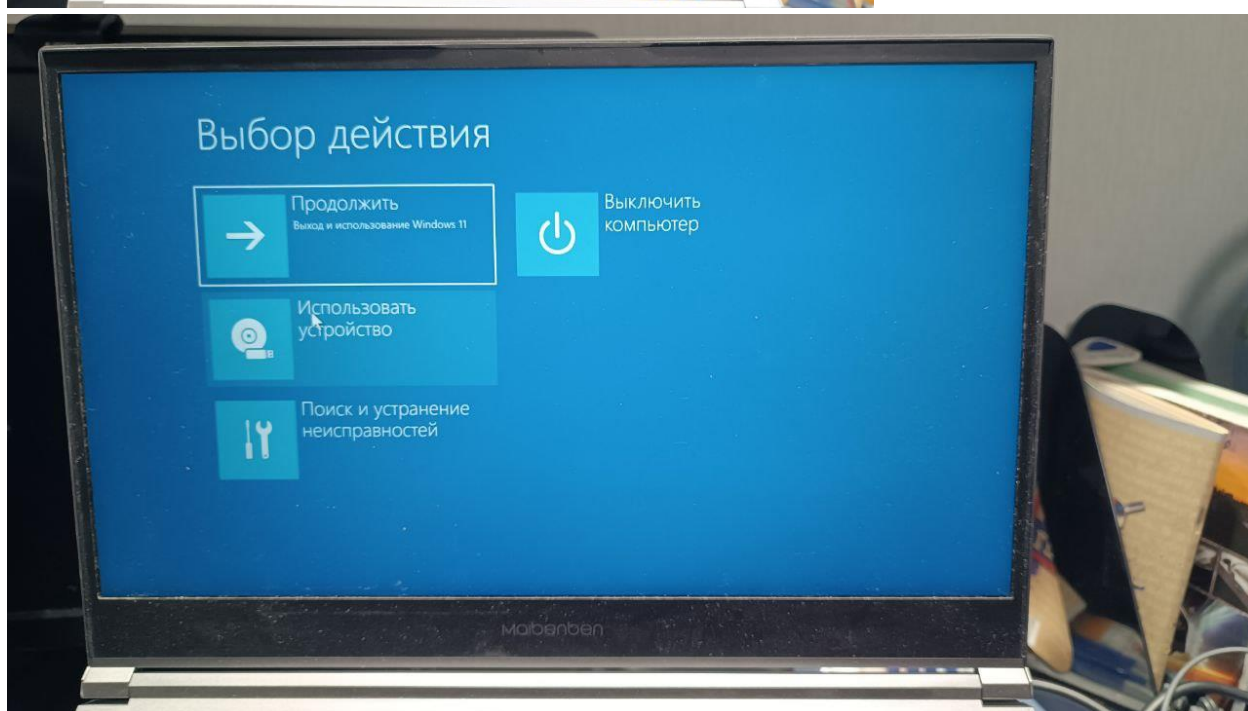 Выбор действия
Продолжить
Выход и использование Windows 11
Выключить
компьютер
Использовать
устройство
Поиск и устранение
неисправностей
Maibenben